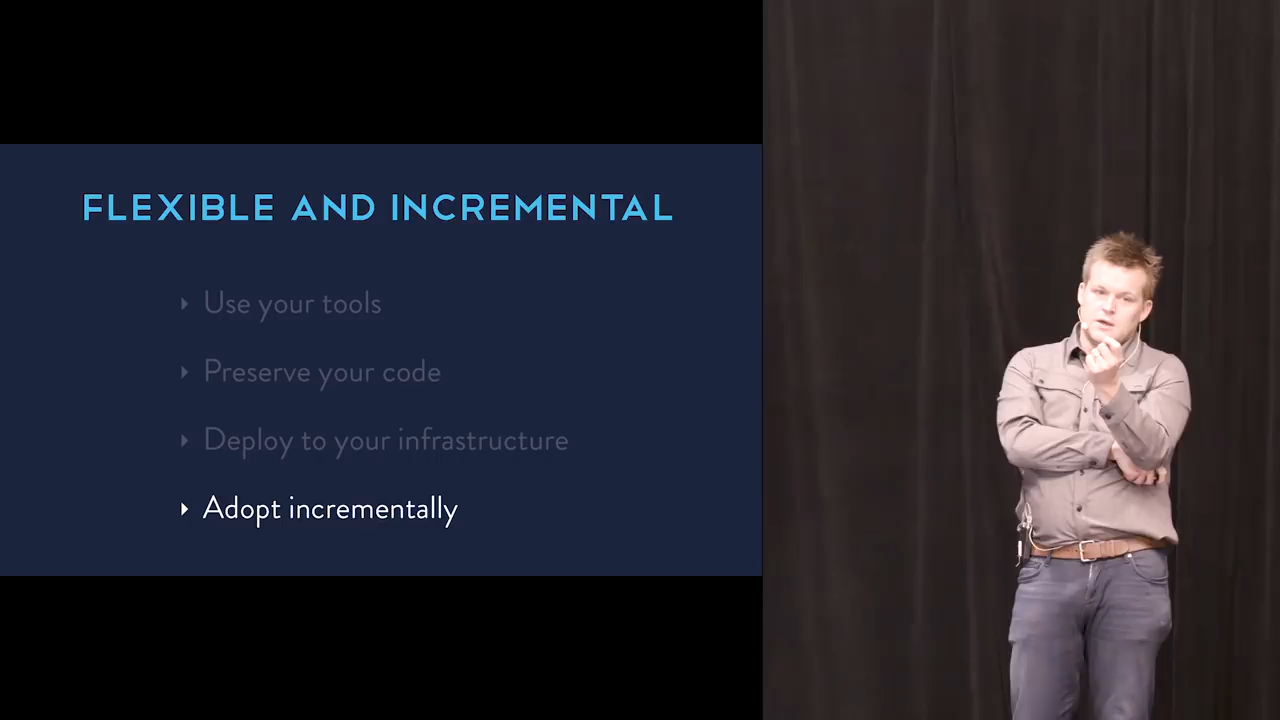 FLEXIBLE AND INCREMENTAL
Use your tools
Preserve your code
Deploy to your infrastructure
Adopt incrementally